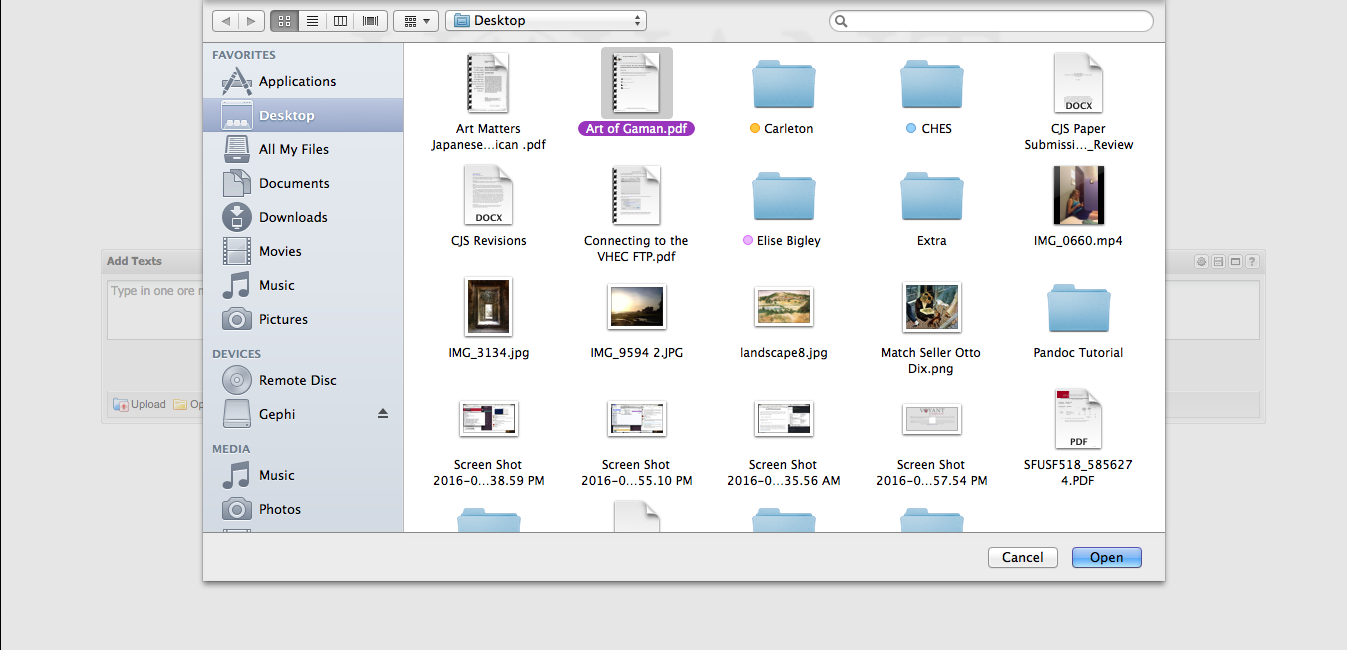 Desktop
FAVORITES
Applications
Desktop
All My Files
Documents
Downloads
Movies
Music
Pictures
DEVICES
Remote Disc
Gephi
MEDIA
Music
Photos
Art Matters
Japanese...ican .pdf
Art of Gaman.pdf
Carleton
CHES
DOCX
CJS Paper
Submissi..._Review
DOCX
CJS Revisions
Connecting to the
VHEC FTP.pdf
Elise Bigley
Extra
IMG_0660.mp4
IMG_3134.jpg
IMG_9594 2.JPG
landscape8.jpg
Match Seller Otto
Dix.png
Pandoc Tutorial
Screen Shot
2016-0...38.59 PM
Screen Shot
2016-0...55.10 PM
Screen Shot
2016-0...35.56 AM
VOYANT
Screen Shot
2016-0...57.54 PM
PDF
SFUSF518_585627
4.PDF
Cancel
Open
Add Texts
Type in one ore
Upload
?